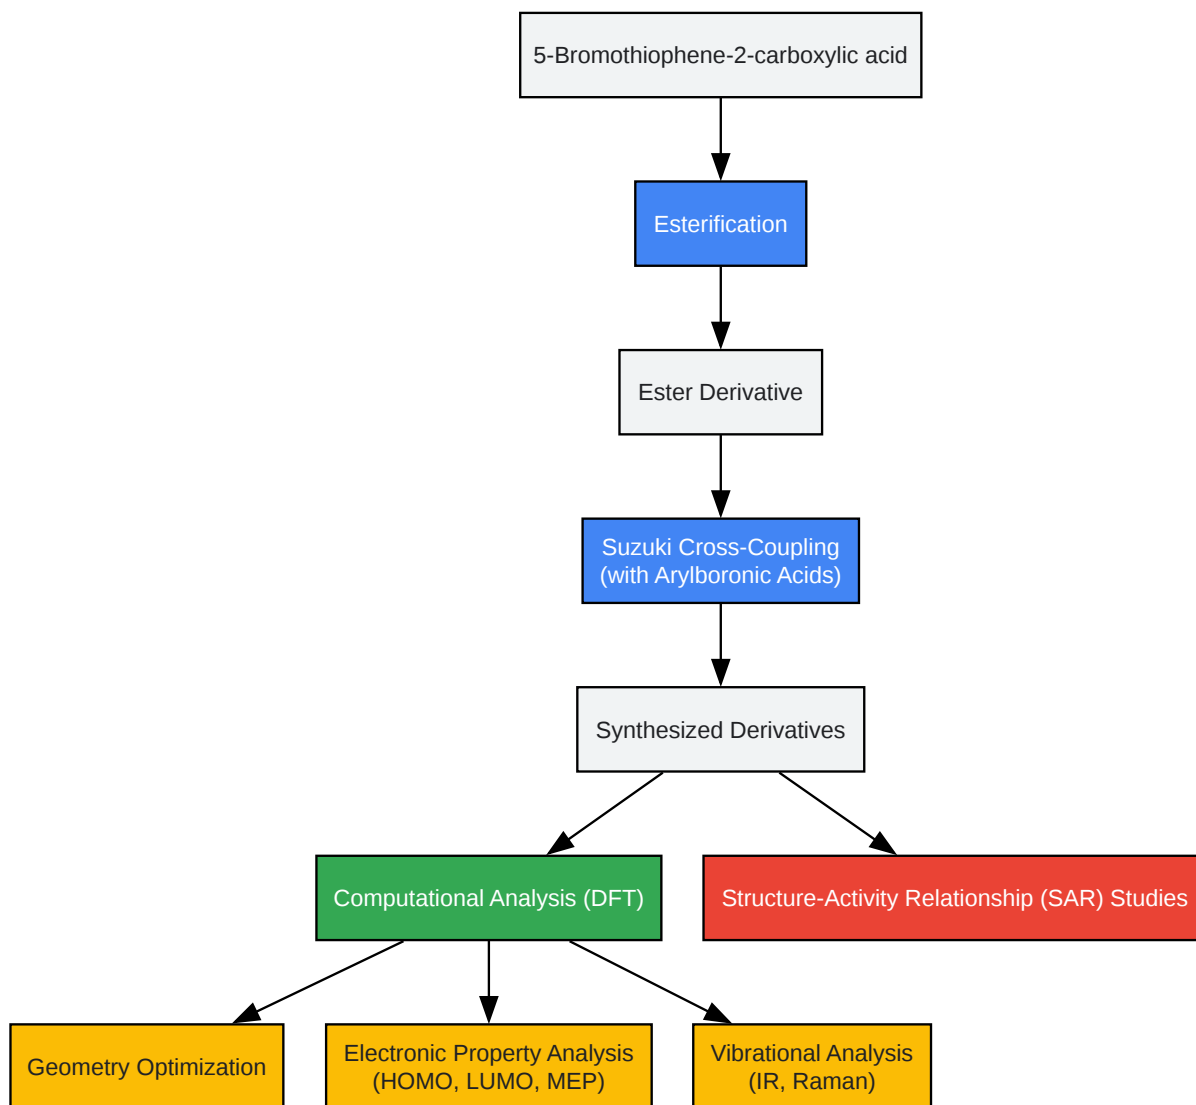 5-Bromothiophene-2-carboxylic acid
Esterification
Ester Derivative
Suzuki Cross-Coupling
(with Arylboronic Acids)
Synthesized Derivatives
Computational Analysis (DFT)
Structure-Activity Relationship (SAR) Studies
Geometry Optimization
Electronic Property Analysis
(HOMO, LUMO, MEP)
Vibrational Analysis
(IR, Raman)